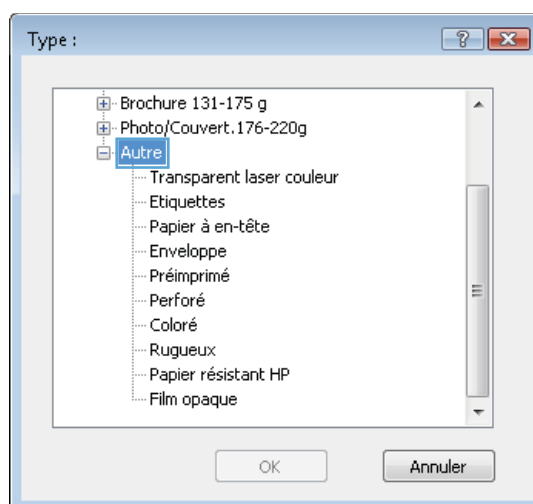 Type :
Brochure 131-175 g
Photo/Couvert.176-220g
Autre
Transparent laser couleur
Etiquettes
Papier à en-tête
Enveloppe
Préimprimé
Perforé
Coloré
Rugueux
Papier résistant HP
Film opaque
OK
Annuler